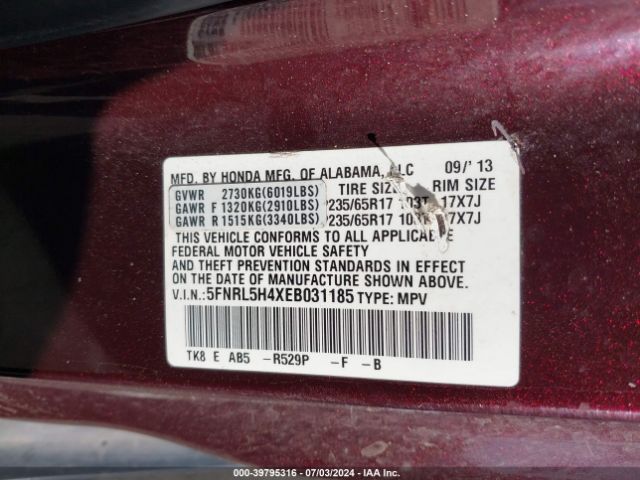 MFD. BY HONDA MFG. OF ALABAMA, LLC 09/'13
GVWR 2730KG(6019LBS) TIRE SIZE RIM SIZE
GAWR F 1320KG(2910LBS) P235/65R17 103T 17X7J
GAWR R 1515KG(3340LBS) P235/65R17 103T 17X7J
THIS VEHICLE CONFORMS TO ALL APPLICABLE
FEDERAL MOTOR VEHICLE SAFETY
AND THEFT PREVENTION STANDARDS IN EFFECT
ON THE DATE OF MANUFACTURE SHOWN ABOVE.
V.I.N.:5FNRL5H4XEB031185 TYPE: MPV
TK8 E AB5 -R529P -F -B
000-39795316 - 07/03/2024 - IAA Inc.